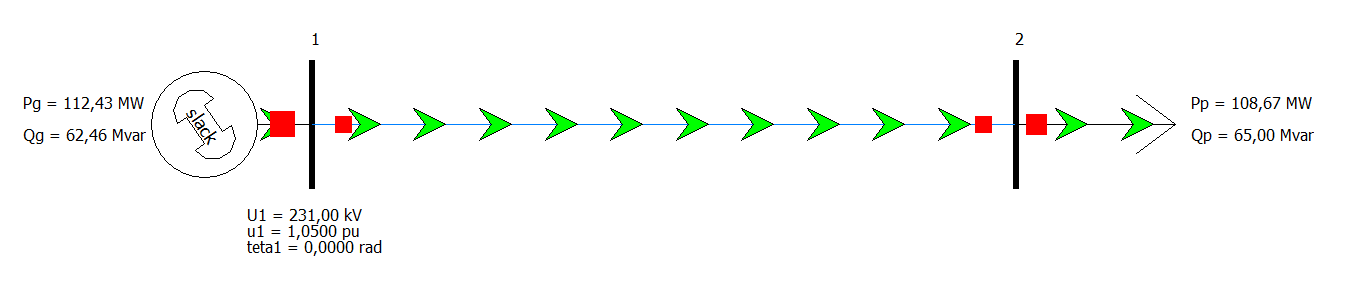 1
2
Pg = 112,43 MW
Qg = 62,46 Mvar
slack
Pp = 108,67 MW
Qp = 65,00 Mvar
U1 = 231,00 kV
u1 = 1,0500 pu
teta1 = 0,0000 rad